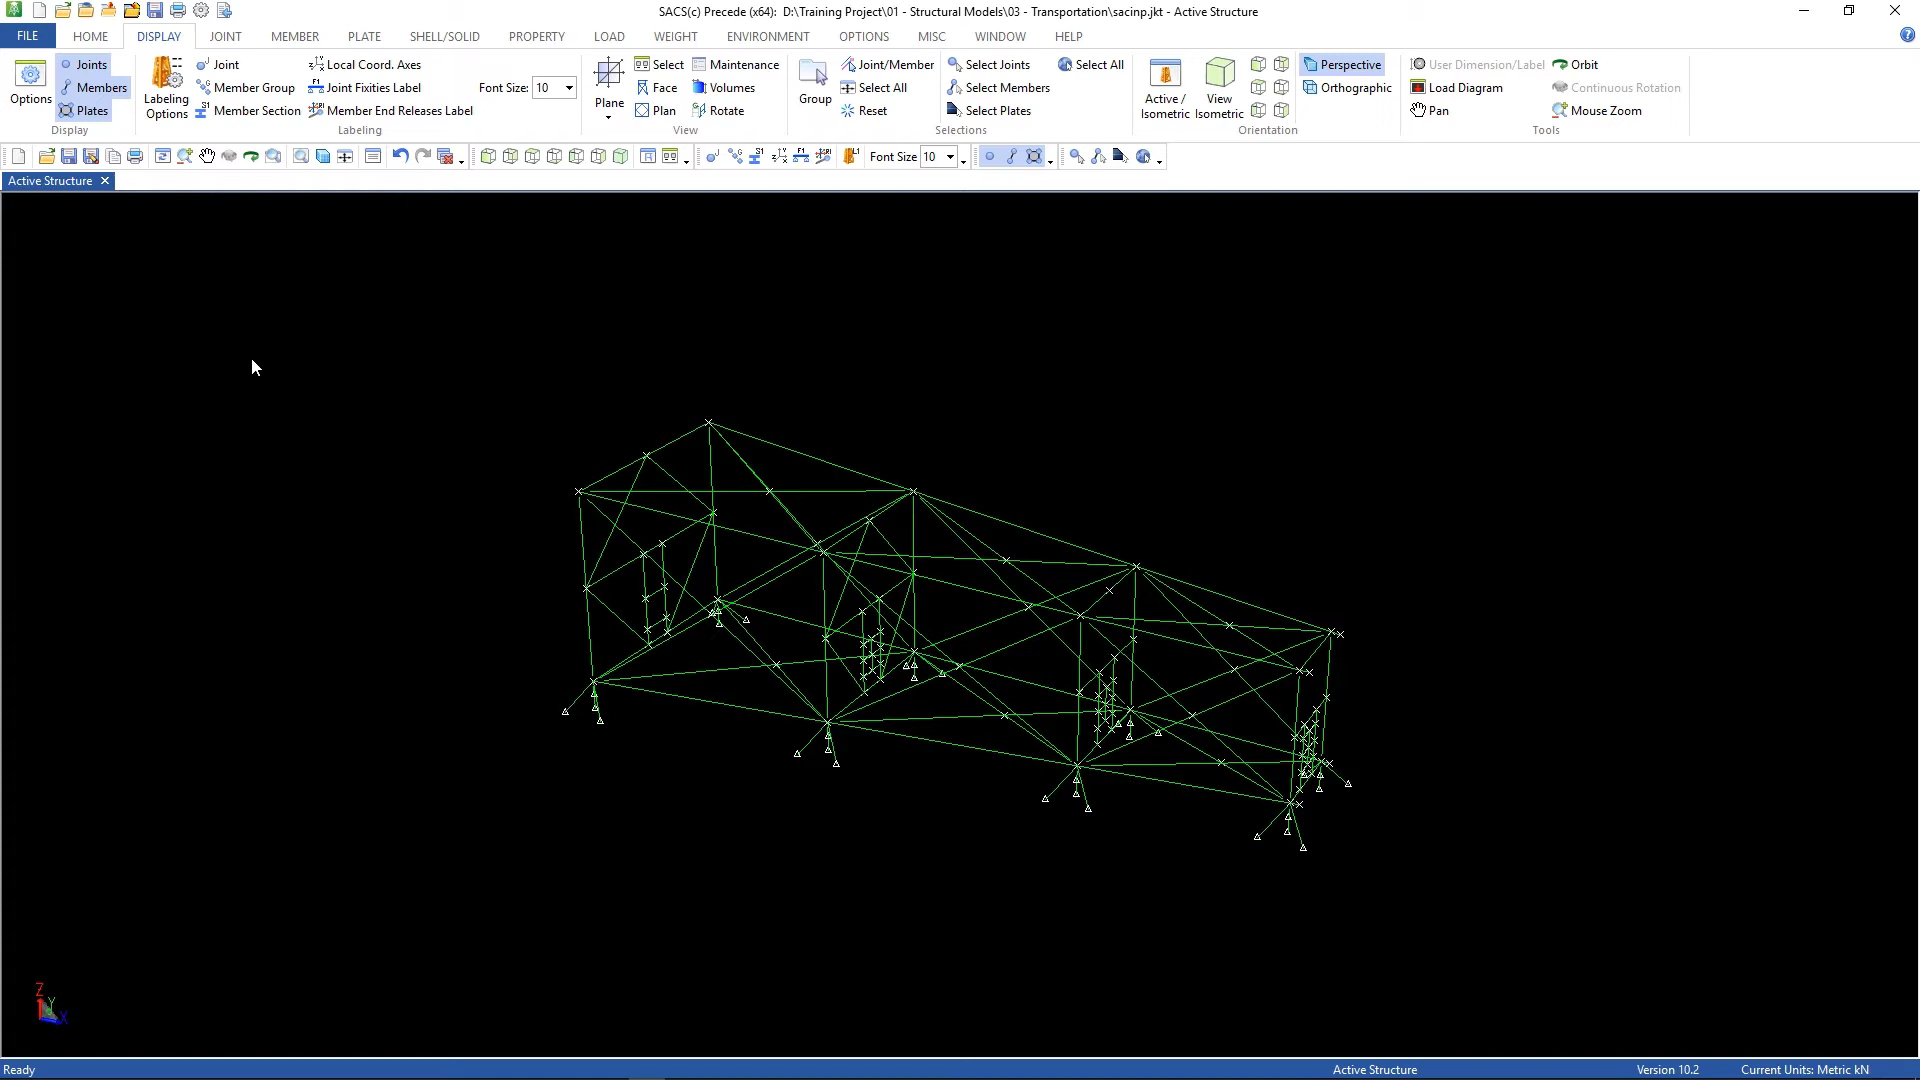 SACS(c) Precede (x64):  D:\Training Project\01 - Structural Models\03 - Transportation\sacinp.jkt - Active Structure
FILE HOME DISPLAY JOINT MEMBER PLATE SHELL/SOLID PROPERTY LOAD WEIGHT ENVIRONMENT OPTIONS MISC WINDOW HELP
Joints Joint Local Coord. Axes Select Maintenance Joint/Member Select Joints Select All Perspective User Dimension/Label Orbit
Members Member Group Joint Fixities Label Font Size: 10 Face Volumes Select All Select Members Orthographic Load Diagram Continuous Rotation
Options Labeling Plane Group Active / View
Plates Options Member Section Member End Releases Label Plan Rotate Reset Select Plates Isometric Isometric Pan Mouse Zoom
Display Labeling View Selections Orientation Tools
S1 F1 L1 Font Size 10
Active Structure
Z
Y
X
Ready Active Structure Version 10.2 Current Units: Metric kN